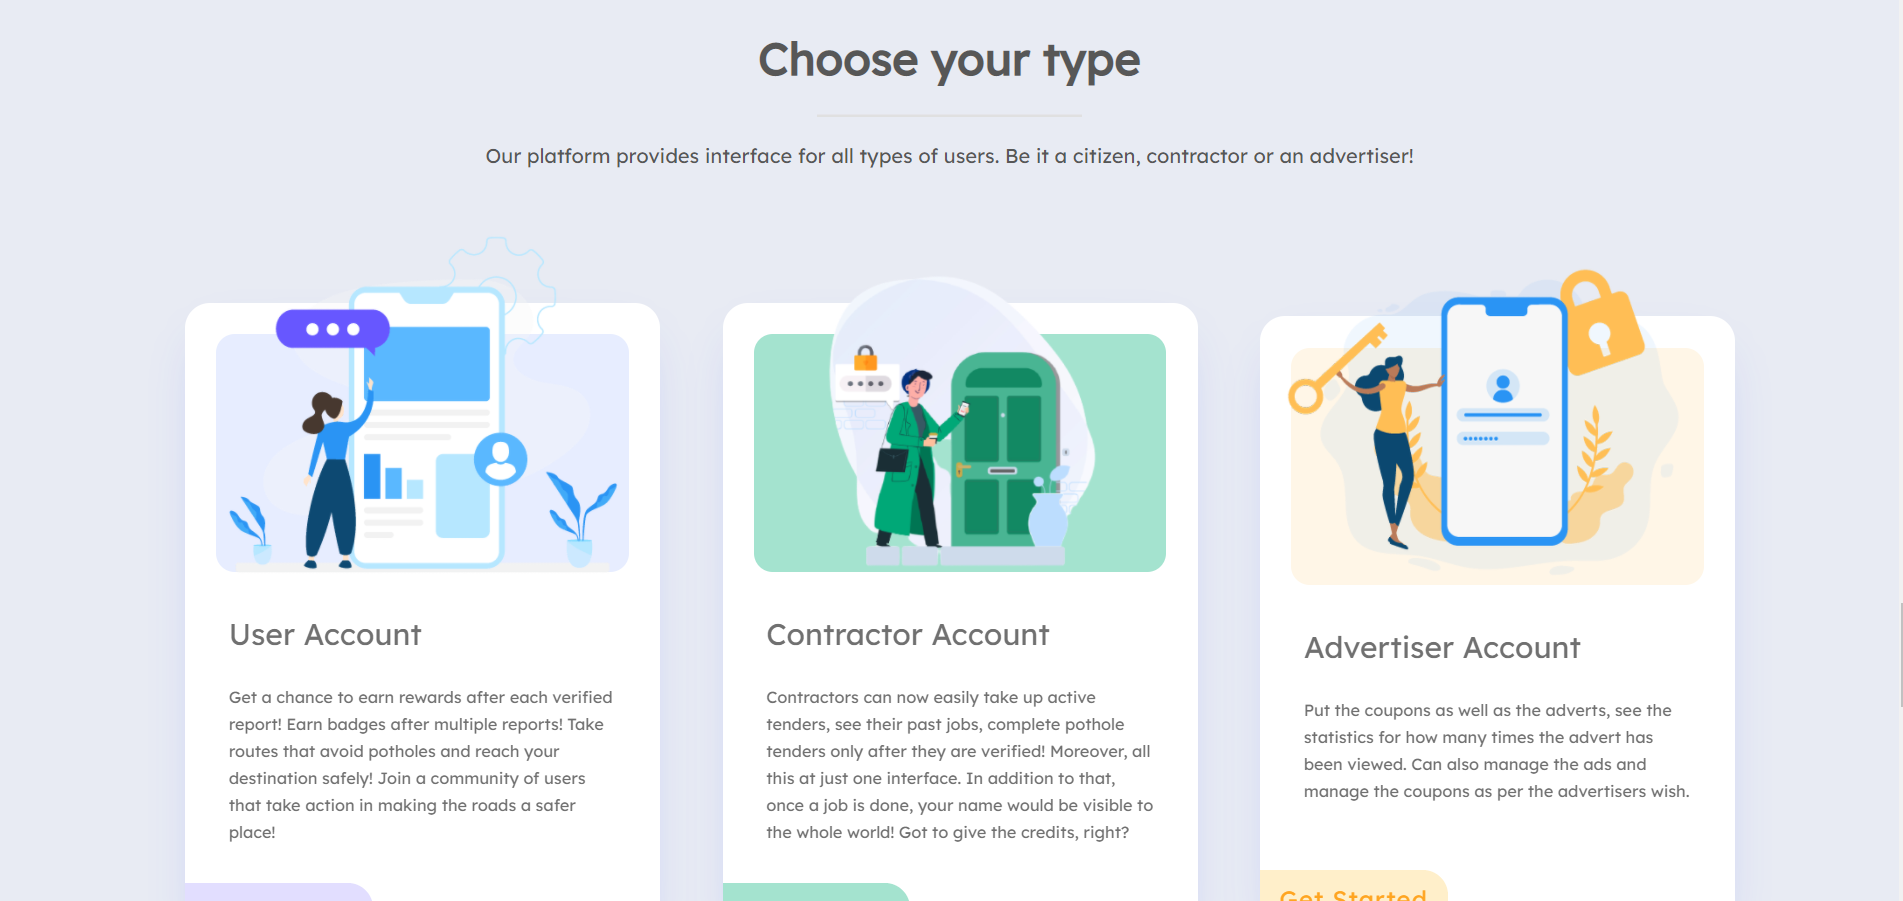 Choose your type
Our platform provides interface for all types of users. Be it a citizen, contractor or an advertiser!
User Account
Get a chance to earn rewards after each verified
report! Earn badges after multiple reports! Take
routes that avoid potholes and reach your
destination safely! Join a community of users
that take action in making the roads a safer
place!
Contractor Account
Contractors can now easily take up active
tenders, see their past jobs, complete pothole
tenders only after they are verified! Moreover, all
this at just one interface. In addition to that,
once a job is done, your name would be visible to
the whole world! Got to give the credits, right?
Advertiser Account
Put the coupons as well as the adverts, see the
statistics for how many times the advert has
been viewed. Can also manage the ads and
manage the coupons as per the advertisers wish.
Get Started